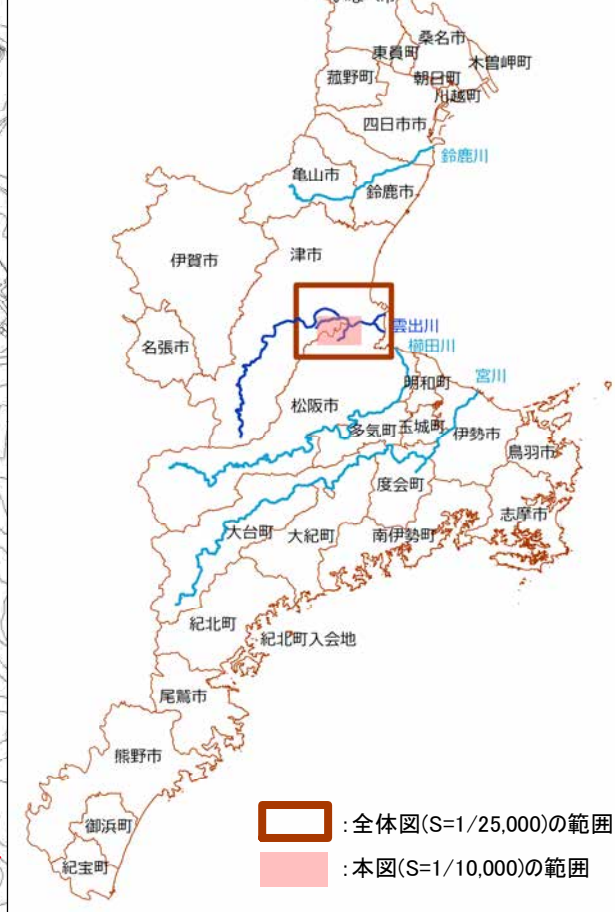 桑名市
東員町
木曽岬町
菰野町
朝日町
川越町
四日市市
鈴鹿川
亀山市
鈴鹿市
津市
伊賀市
雲出川
名張市
櫛田川
宮川
明和町
松阪市
多気町
玉城町
伊勢市
鳥羽市
度会町
志摩市
大台町
大紀町
南伊勢町
紀北町
紀北町入会地
尾鷲市
熊野市
御浜町
紀宝町
:全体図(S=1/25,000)の範囲
:本図(S=1/10,000)の範囲